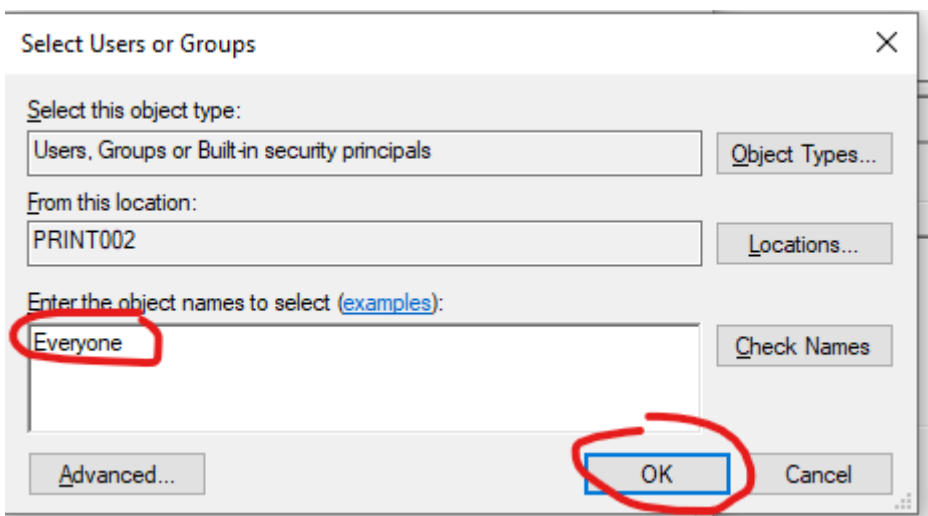 Select Users or Groups
Select this object type:
Users, Groups or Built-in security principals
Object Types...
From this location:
PRINT002
Locations...
Enter the object names to select (examples):
Everyone
Check Names
Advanced...
OK
Cancel